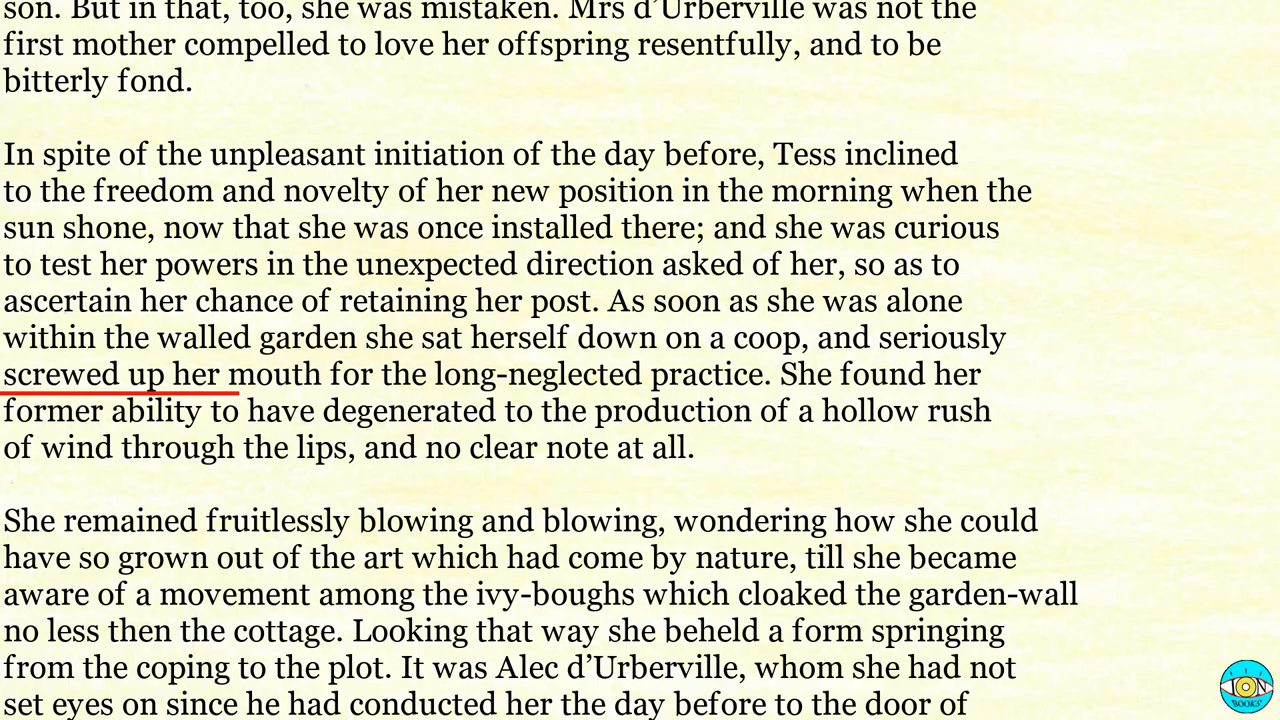 son. But in that, too, she was mistaken. Mrs d’Urberville was not the
first mother compelled to love her offspring resentfully, and to be
bitterly fond.
In spite of the unpleasant initiation of the day before, Tess inclined
to the freedom and novelty of her new position in the morning when the
sun shone, now that she was once installed there; and she was curious
to test her powers in the unexpected direction asked of her, so as to
ascertain her chance of retaining her post. As soon as she was alone
within the walled garden she sat herself down on a coop, and seriously
screwed up her mouth for the long-neglected practice. She found her
former ability to have degenerated to the production of a hollow rush
of wind through the lips, and no clear note at all.
She remained fruitlessly blowing and blowing, wondering how she could
have so grown out of the art which had come by nature, till she became
aware of a movement among the ivy-boughs which cloaked the garden-wall
no less then the cottage. Looking that way she beheld a form springing
from the coping to the plot. It was Alec d’Urberville, whom she had not
set eyes on since he had conducted her the day before to the door of
ION
BOOKS